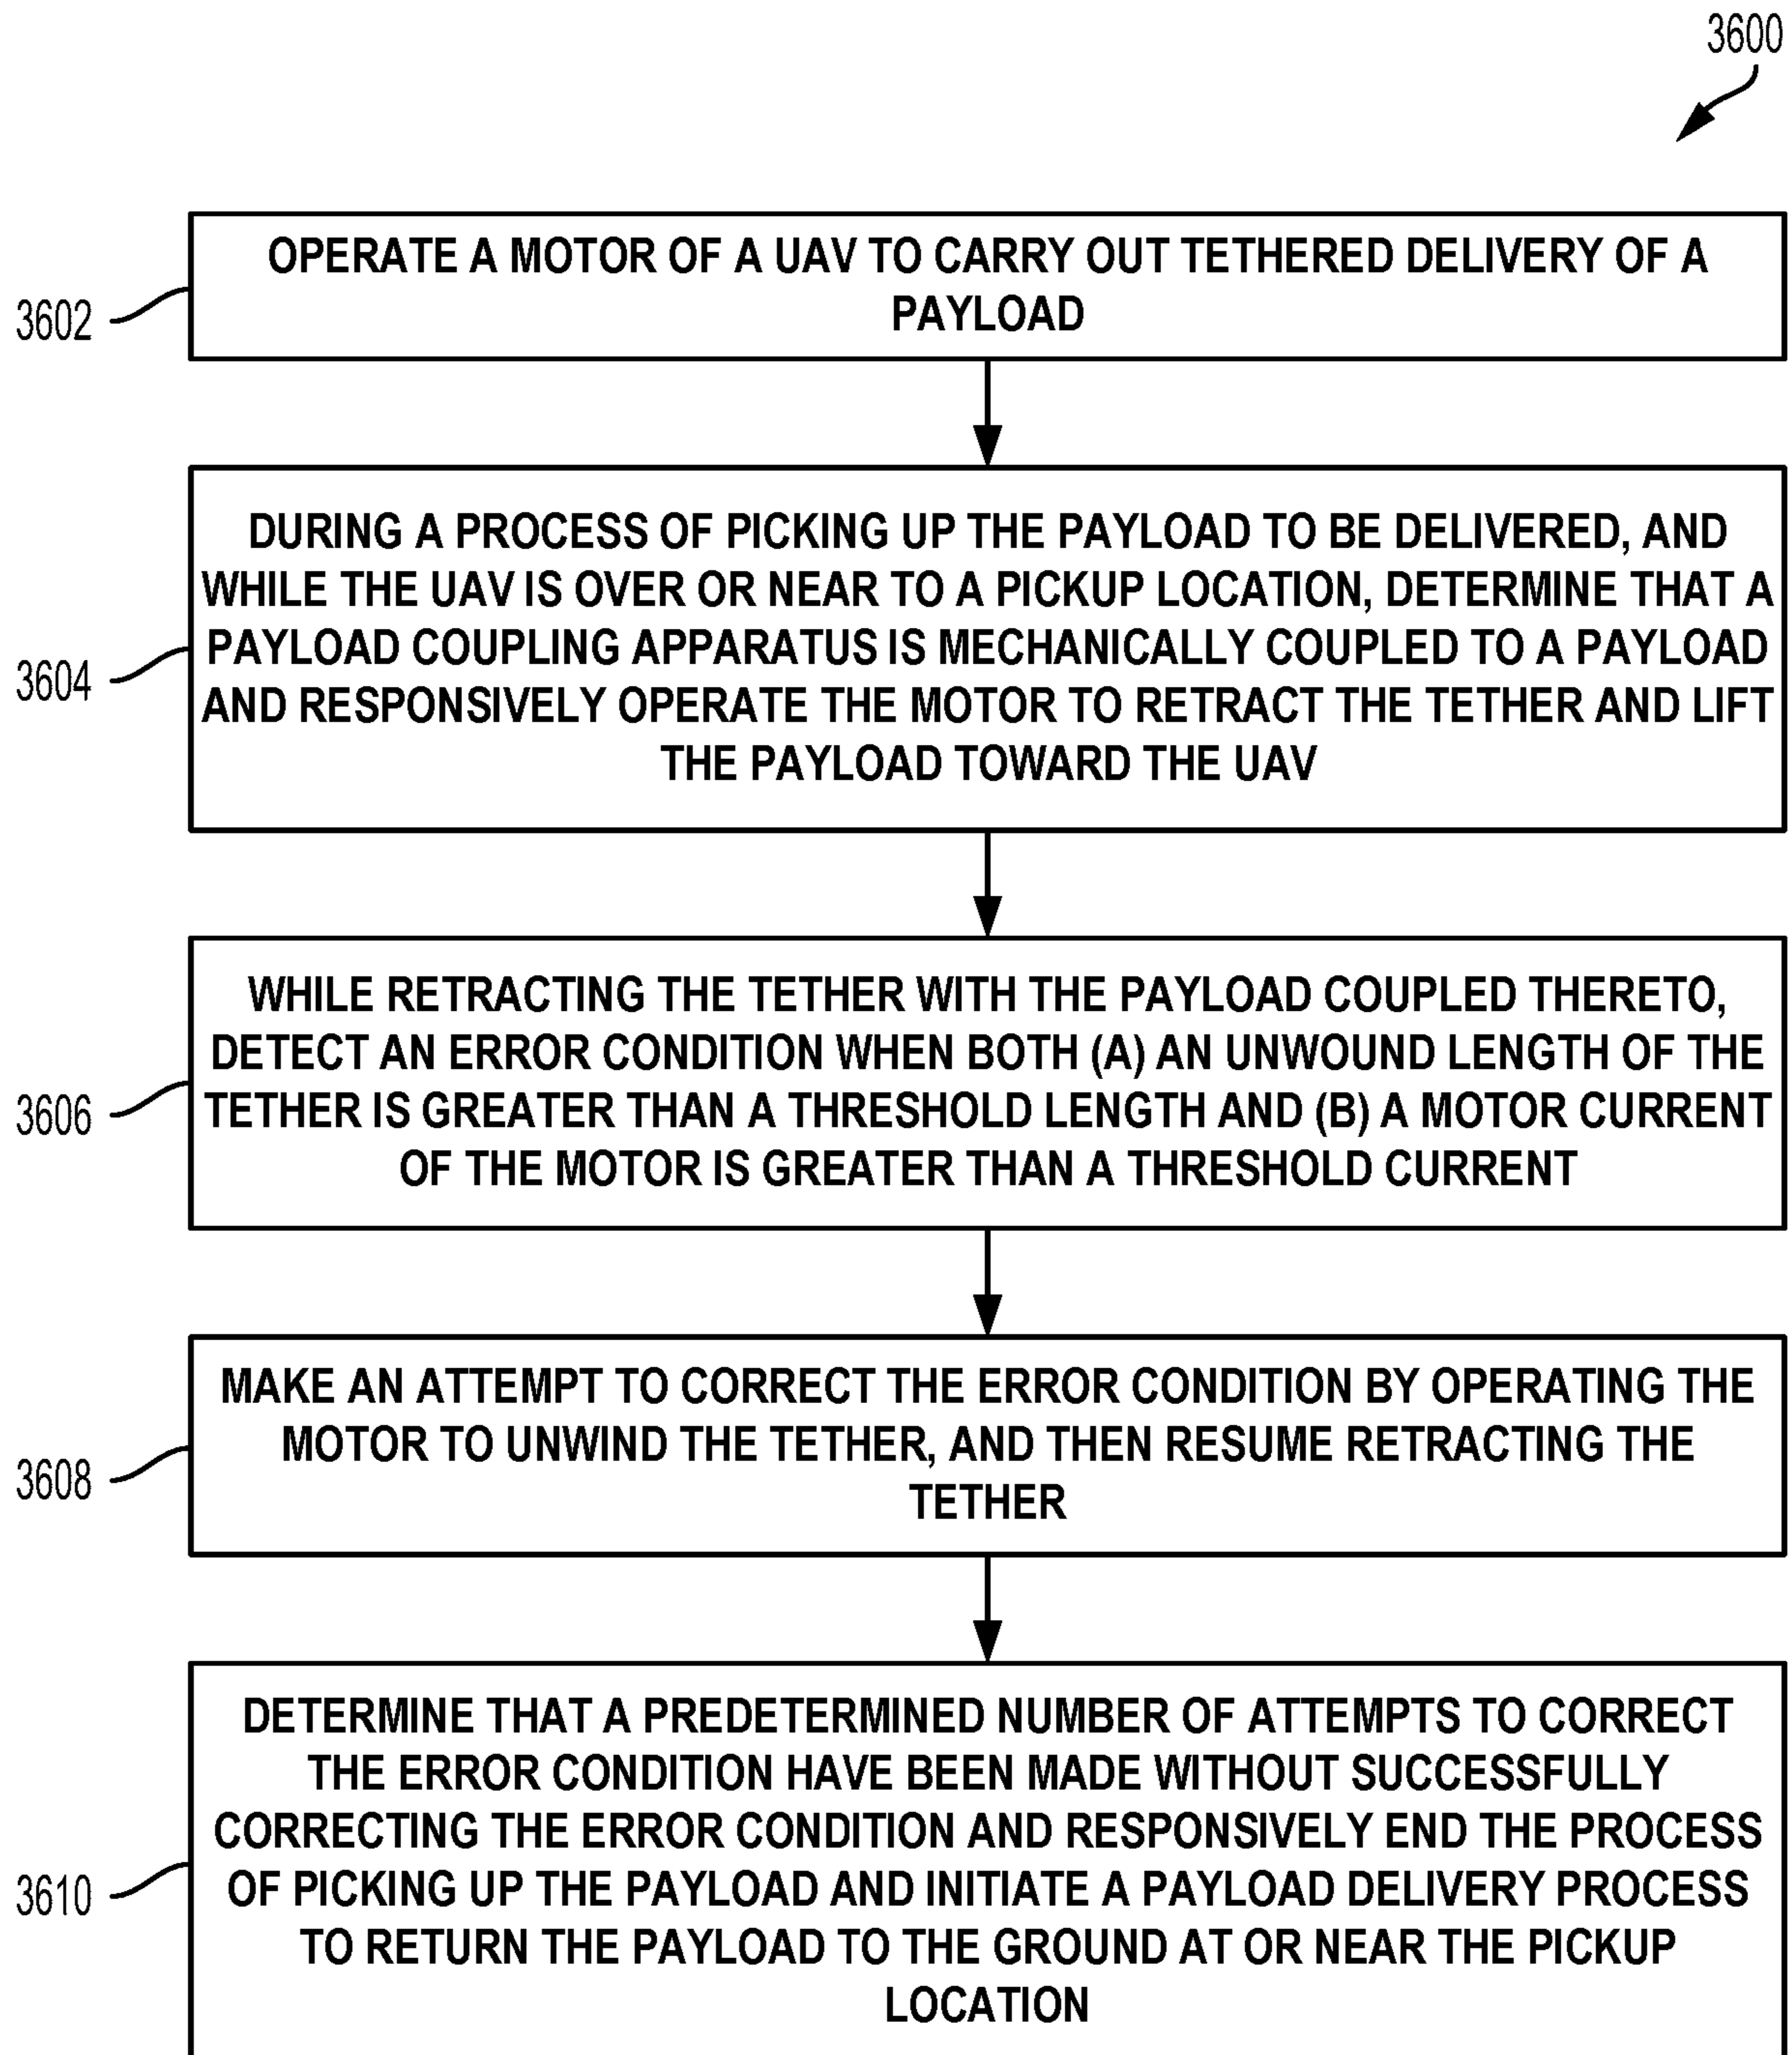 3600
3602
OPERATE A MOTOR OF A UAV TO CARRY OUT TETHERED DELIVERY OF A
PAYLOAD
3604
DURING A PROCESS OF PICKING UP THE PAYLOAD TO BE DELIVERED, AND
WHILE THE UAV IS OVER OR NEAR TO A PICKUP LOCATION, DETERMINE THAT A
PAYLOAD COUPLING APPARATUS IS MECHANICALLY COUPLED TO A PAYLOAD
AND RESPONSIVELY OPERATE THE MOTOR TO RETRACT THE TETHER AND LIFT
THE PAYLOAD TOWARD THE UAV
3606
WHILE RETRACTING THE TETHER WITH THE PAYLOAD COUPLED THERETO,
DETECT AN ERROR CONDITION WHEN BOTH (A) AN UNWOUND LENGTH OF THE
TETHER IS GREATER THAN A THRESHOLD LENGTH AND (B) A MOTOR CURRENT
OF THE MOTOR IS GREATER THAN A THRESHOLD CURRENT
3608
MAKE AN ATTEMPT TO CORRECT THE ERROR CONDITION BY OPERATING THE
MOTOR TO UNWIND THE TETHER, AND THEN RESUME RETRACTING THE
TETHER
3610
DETERMINE THAT A PREDETERMINED NUMBER OF ATTEMPTS TO CORRECT
THE ERROR CONDITION HAVE BEEN MADE WITHOUT SUCCESSFULLY
CORRECTING THE ERROR CONDITION AND RESPONSIVELY END THE PROCESS
OF PICKING UP THE PAYLOAD AND INITIATE A PAYLOAD DELIVERY PROCESS
TO RETURN THE PAYLOAD TO THE GROUND AT OR NEAR THE PICKUP
LOCATION